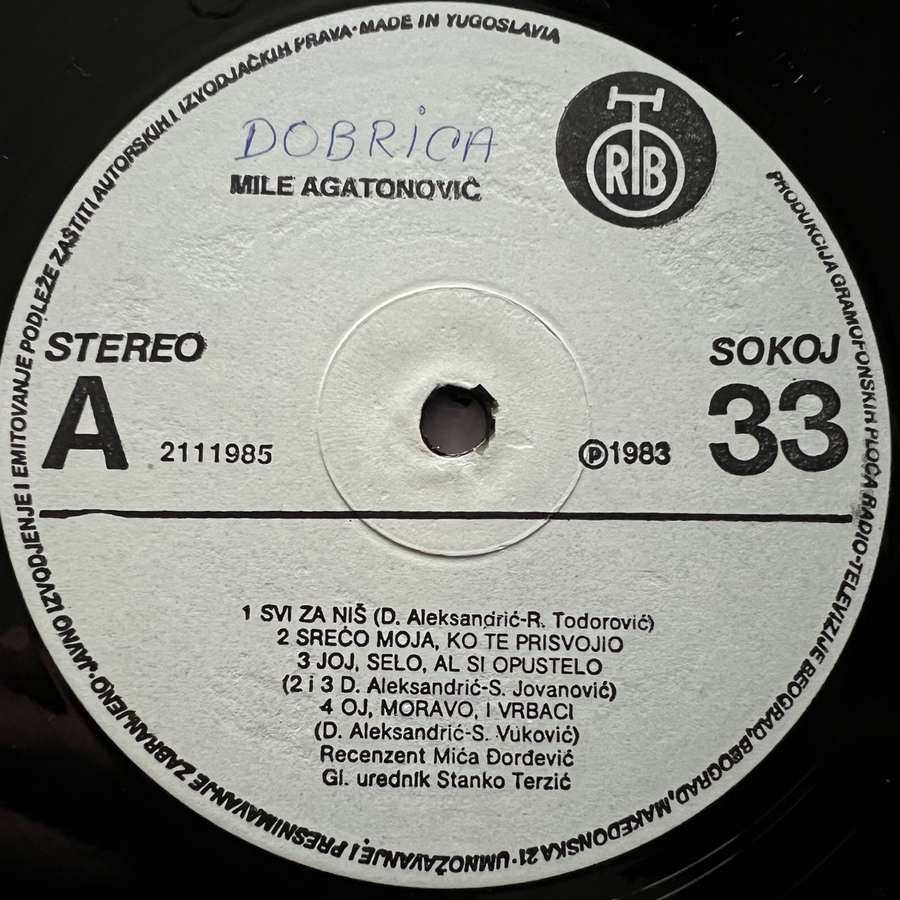 DOBRICA
MILE AGATONOVIĆ
RTB
STEREO
SOKOJ
A
2111985
Ⓟ1983
33
1 SVI ZA NIŠ (D. Aleksandrić-R. Todorović)
2 SREĆO MOJA, KO TE PRISVOJIO
3 JOJ, SELO, AL SI OPUSTELO
(2 i 3 D. Aleksandrić-S. Jovanović)
4 OJ, MORAVO, I VRBACI
(D. Aleksandrić-S. Vuković)
Recenzent Mića Đorđević
Gl. urednik Stanko Terzić
PRODUKCIJA GRAMOFONSKIH PLOČA RADIO-TELEVIZIJE BEOGRAD, BEOGRAD, MAKEDONSKA 21·UMNOŽAVANJE I PRESNIMAVANJE ZABRANJENO·JAVNO IZVODJENJE I EMITOVANJE PODLEŽE ZAŠTITI AUTORSKIH I IZVODJAČKIH PRAVA·MADE IN YUGOSLAVIA